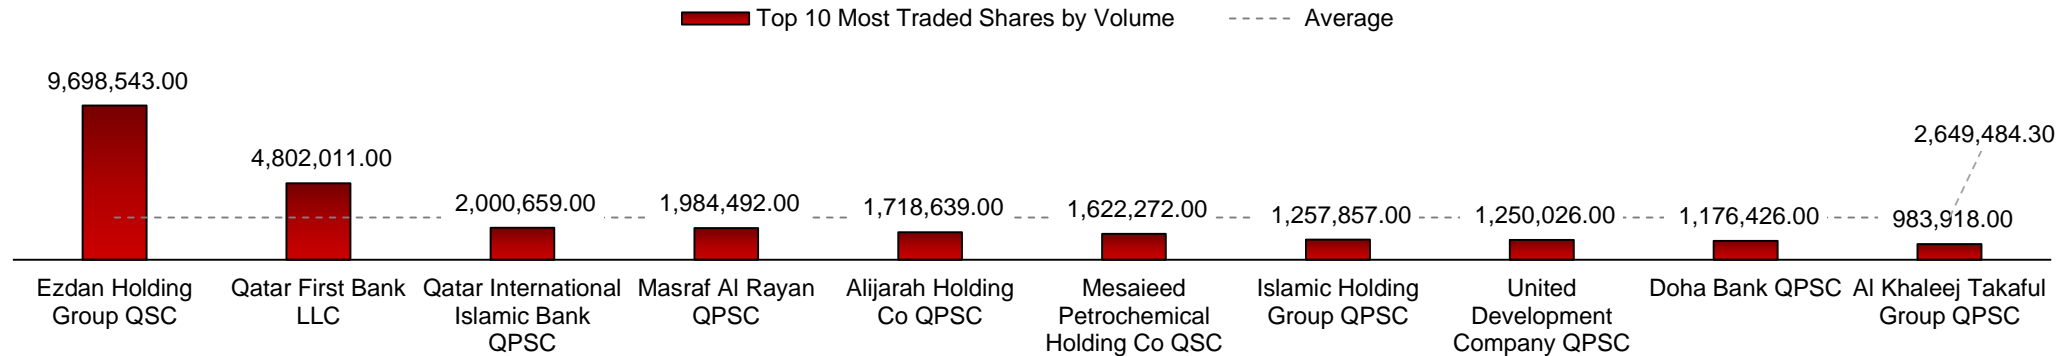 Top 10 Most Traded Shares by Volume
Average
9,698,543.00
4,802,011.00
2,000,659.00
1,984,492.00
1,718,639.00
1,622,272.00
1,257,857.00
1,250,026.00
1,176,426.00
983,918.00
2,649,484.30
Ezdan Holding
Group QSC
Qatar First Bank
LLC
Qatar International
Islamic Bank
QPSC
Masraf Al Rayan
QPSC
Alijarah Holding
Co QPSC
Mesaieed
Petrochemical
Holding Co QSC
Islamic Holding
Group QPSC
United
Development
Company QPSC
Doha Bank QPSC
Al Khaleej Takaful
Group QPSC